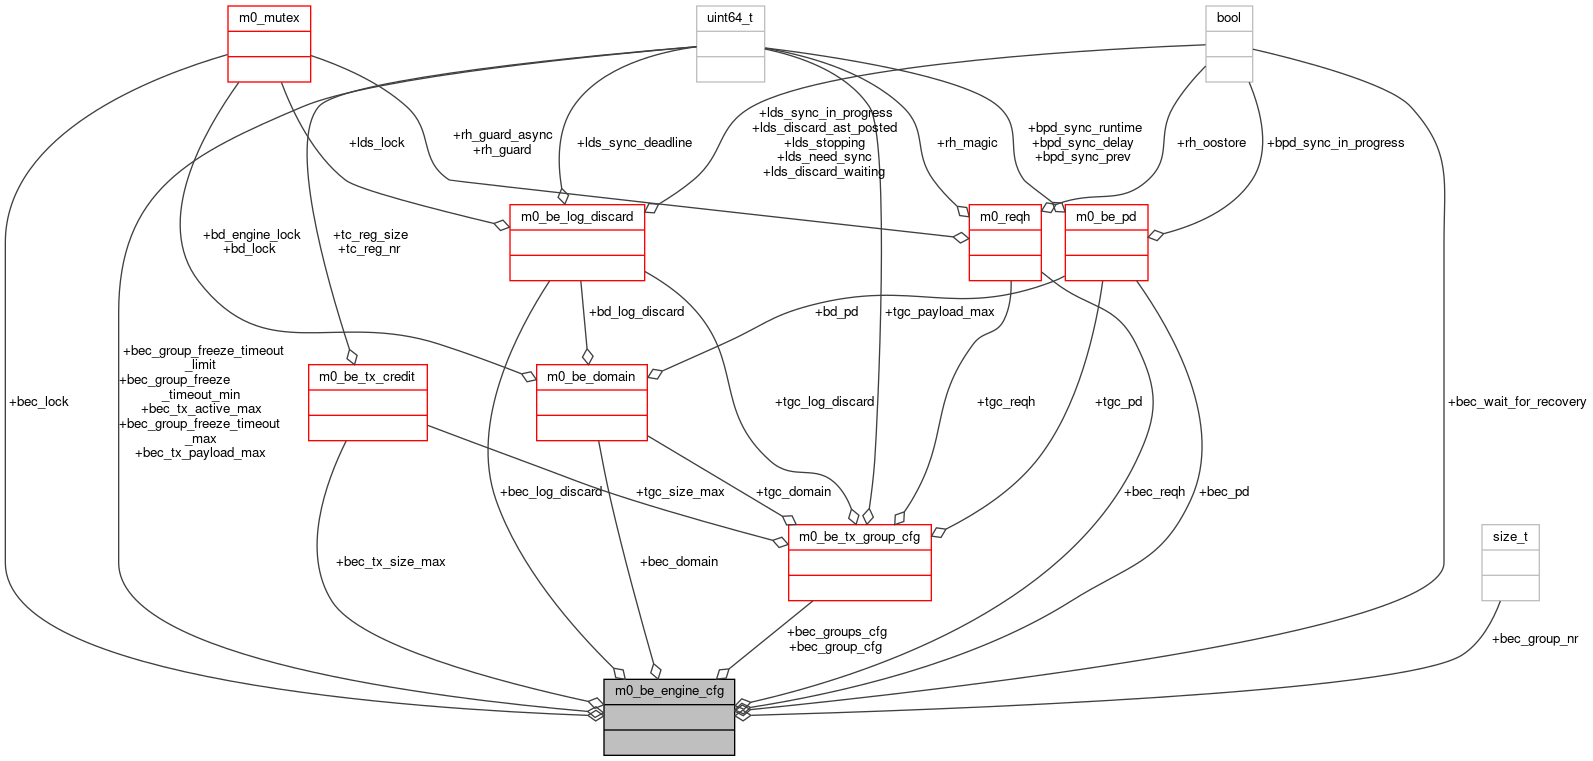 m0_mutex
uint64_t
bool
+lds_lock
+rh_guard_async
+rh_guard
+lds_sync_deadline
+lds_sync_in_progress
+lds_discard_ast_posted
+lds_stopping
+lds_need_sync
+lds_discard_waiting
+rh_magic
+bpd_sync_runtime
+bpd_sync_delay
+bpd_sync_prev
+rh_oostore
+bpd_sync_in_progress
m0_be_log_discard
m0_reqh
m0_be_pd
+bd_engine_lock
+bd_lock
+tc_reg_size
+tc_reg_nr
+bd_log_discard
+bd_pd
+tgc_payload_max
m0_be_tx_credit
m0_be_domain
+bec_lock
+bec_group_freeze_timeout
_limit
+bec_group_freeze
_timeout_min
+bec_tx_active_max
+bec_group_freeze_timeout
_max
+bec_tx_payload_max
+tgc_log_discard
+tgc_reqh
+tgc_pd
+bec_wait_for_recovery
+bec_log_discard
+tgc_size_max
+tgc_domain
+bec_reqh
+bec_pd
m0_be_tx_group_cfg
size_t
+bec_tx_size_max
+bec_domain
+bec_groups_cfg
+bec_group_cfg
+bec_group_nr
m0_be_engine_cfg